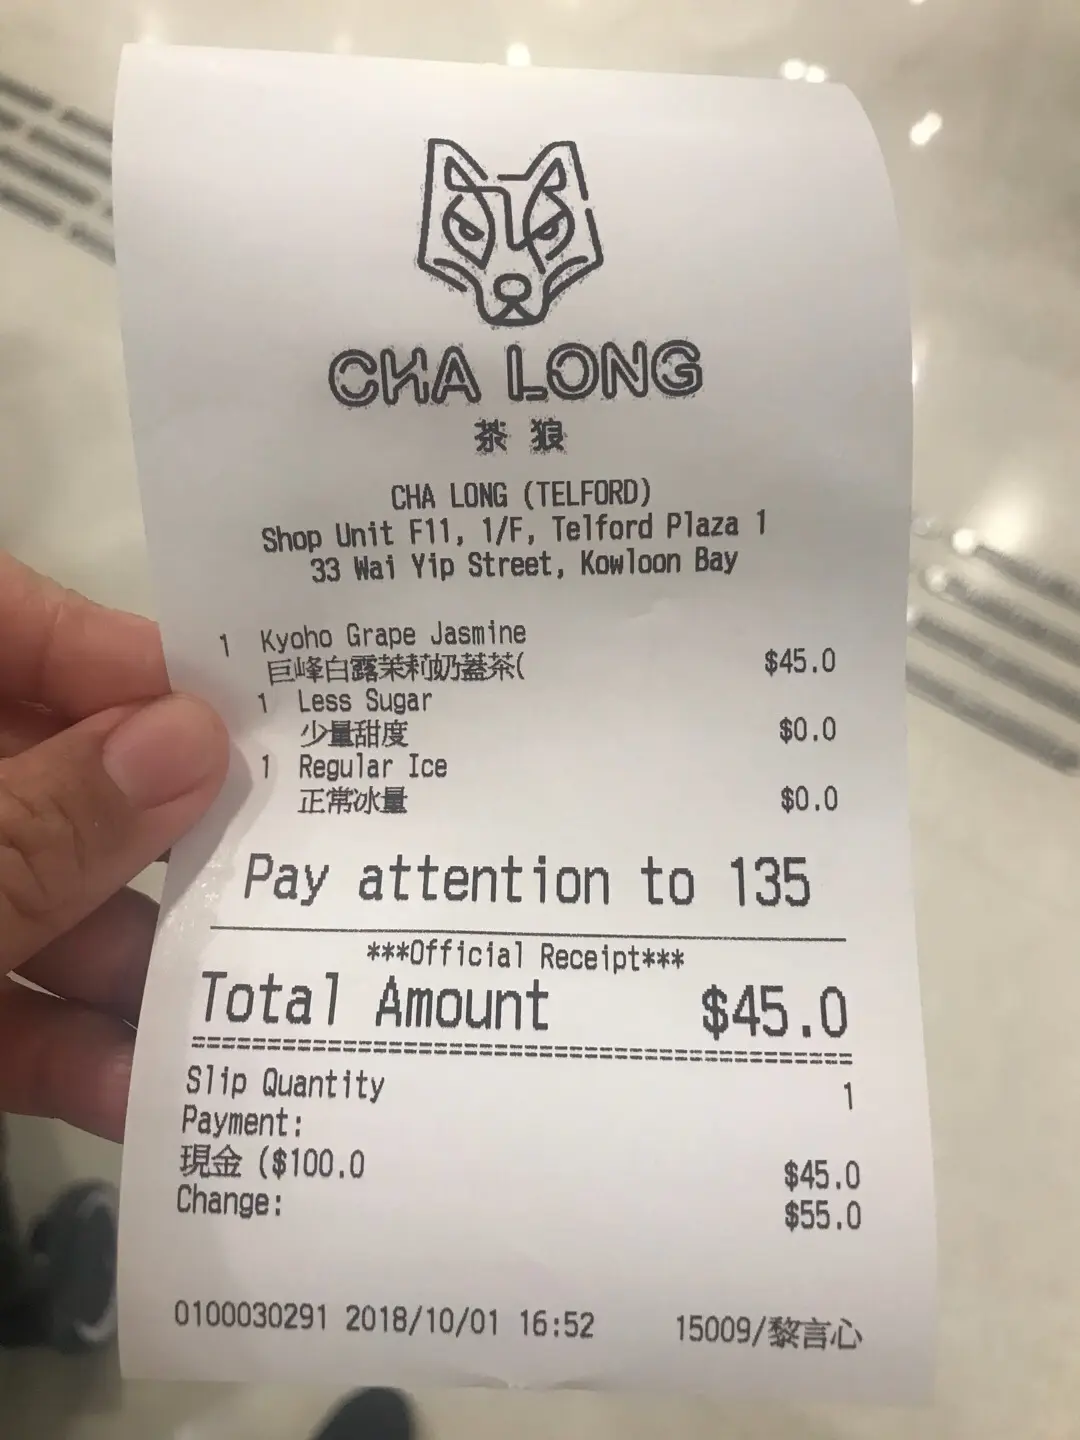 CHA LONG
茶狼
CHA LONG (TELFORD)
Shop Unit F11, 1/F, Telford Plaza 1
33 Wai Yip Street, Kowloon Bay
1 Kyoho Grape Jasmine
巨峰白露茉莉奶蓋茶( $45.0
1 Less Sugar
少量甜度 $0.0
1 Regular Ice
正常冰量 $0.0
Pay attention to 135
***Official Receipt***
Total Amount $45.0
Slip Quantity 1
Payment:
現金 ($100.0 $45.0
Change: $55.0
0100030291 2018/10/01 16:52 15009/黎言心